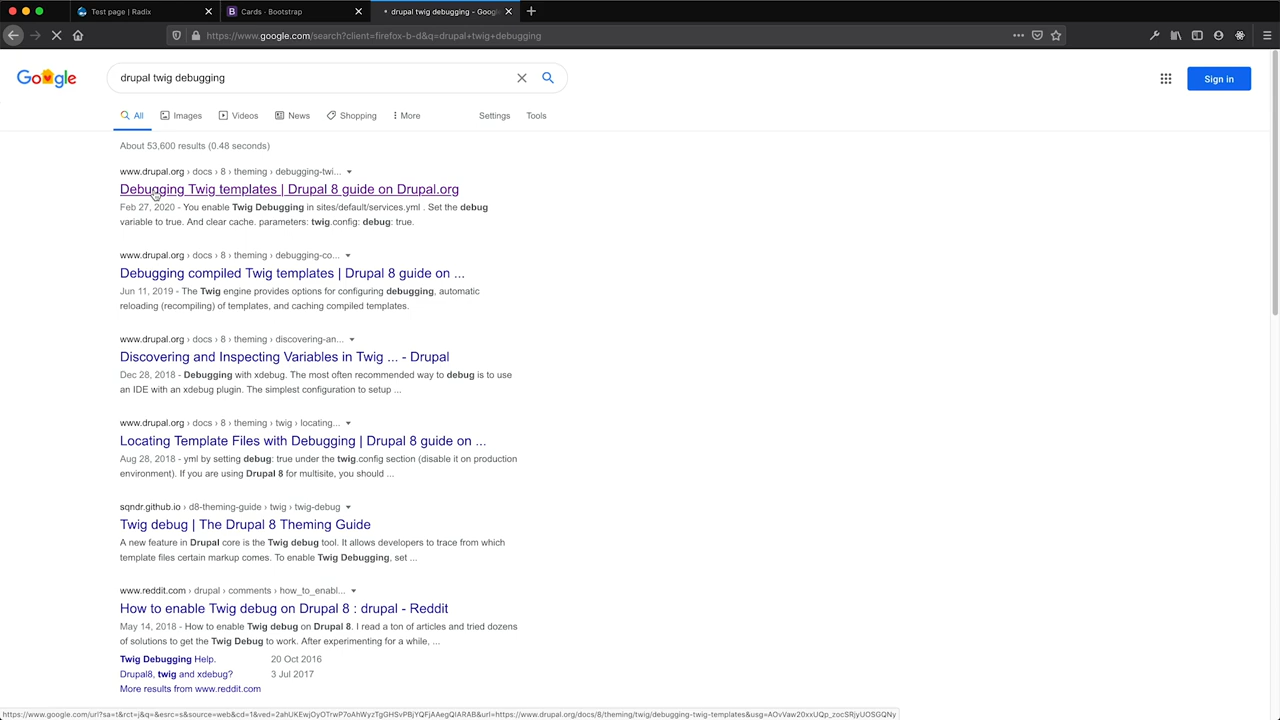 Test page | Radix
Cards · Bootstrap
drupal twig debugging - Goog
https://www.google.com/search?client=firefox-b-d&q=drupal+twig+debugging
Google
drupal twig debugging
Sign in
All
Images
Videos
News
Shopping
More
Settings
Tools
About 53,600 results (0.48 seconds)
www.drupal.org › docs › 8 › theming › debugging-twi...
Debugging Twig templates | Drupal 8 guide on Drupal.org
Feb 27, 2020 - You enable Twig Debugging in sites/default/services.yml . Set the debug
variable to true. And clear cache. parameters: twig.config: debug: true.
www.drupal.org › docs › 8 › theming › debugging-co...
Debugging compiled Twig templates | Drupal 8 guide on ...
Jun 11, 2019 - The Twig engine provides options for configuring debugging, automatic
reloading (recompiling) of templates, and caching compiled templates.
www.drupal.org › docs › 8 › theming › discovering-an...
Discovering and Inspecting Variables in Twig ... - Drupal
Dec 28, 2018 - Debugging with xdebug. The most often recommended way to debug is to use
an IDE with an xdebug plugin. The simplest configuration to setup ...
www.drupal.org › docs › 8 › theming › twig › locating...
Locating Template Files with Debugging | Drupal 8 guide on ...
Aug 28, 2018 - yml by setting debug: true under the twig.config section (disable it on production
environment). If you are using Drupal 8 for multisite, you should ...
sqndr.github.io › d8-theming-guide › twig › twig-debug
Twig debug | The Drupal 8 Theming Guide
A new feature in Drupal core is the Twig debug tool. It allows developers to trace from which
template files certain markup comes. To enable Twig Debugging, set ...
www.reddit.com › drupal › comments › how_to_enabl...
How to enable Twig debug on Drupal 8 : drupal - Reddit
May 14, 2018 - How to enable Twig debug on Drupal 8. I read a ton of articles and tried dozens
of solutions to get the Twig Debug to work. After experimenting for a while, ...
Twig Debugging Help. 20 Oct 2016
Drupal8, twig and xdebug? 3 Jul 2017
More results from www.reddit.com